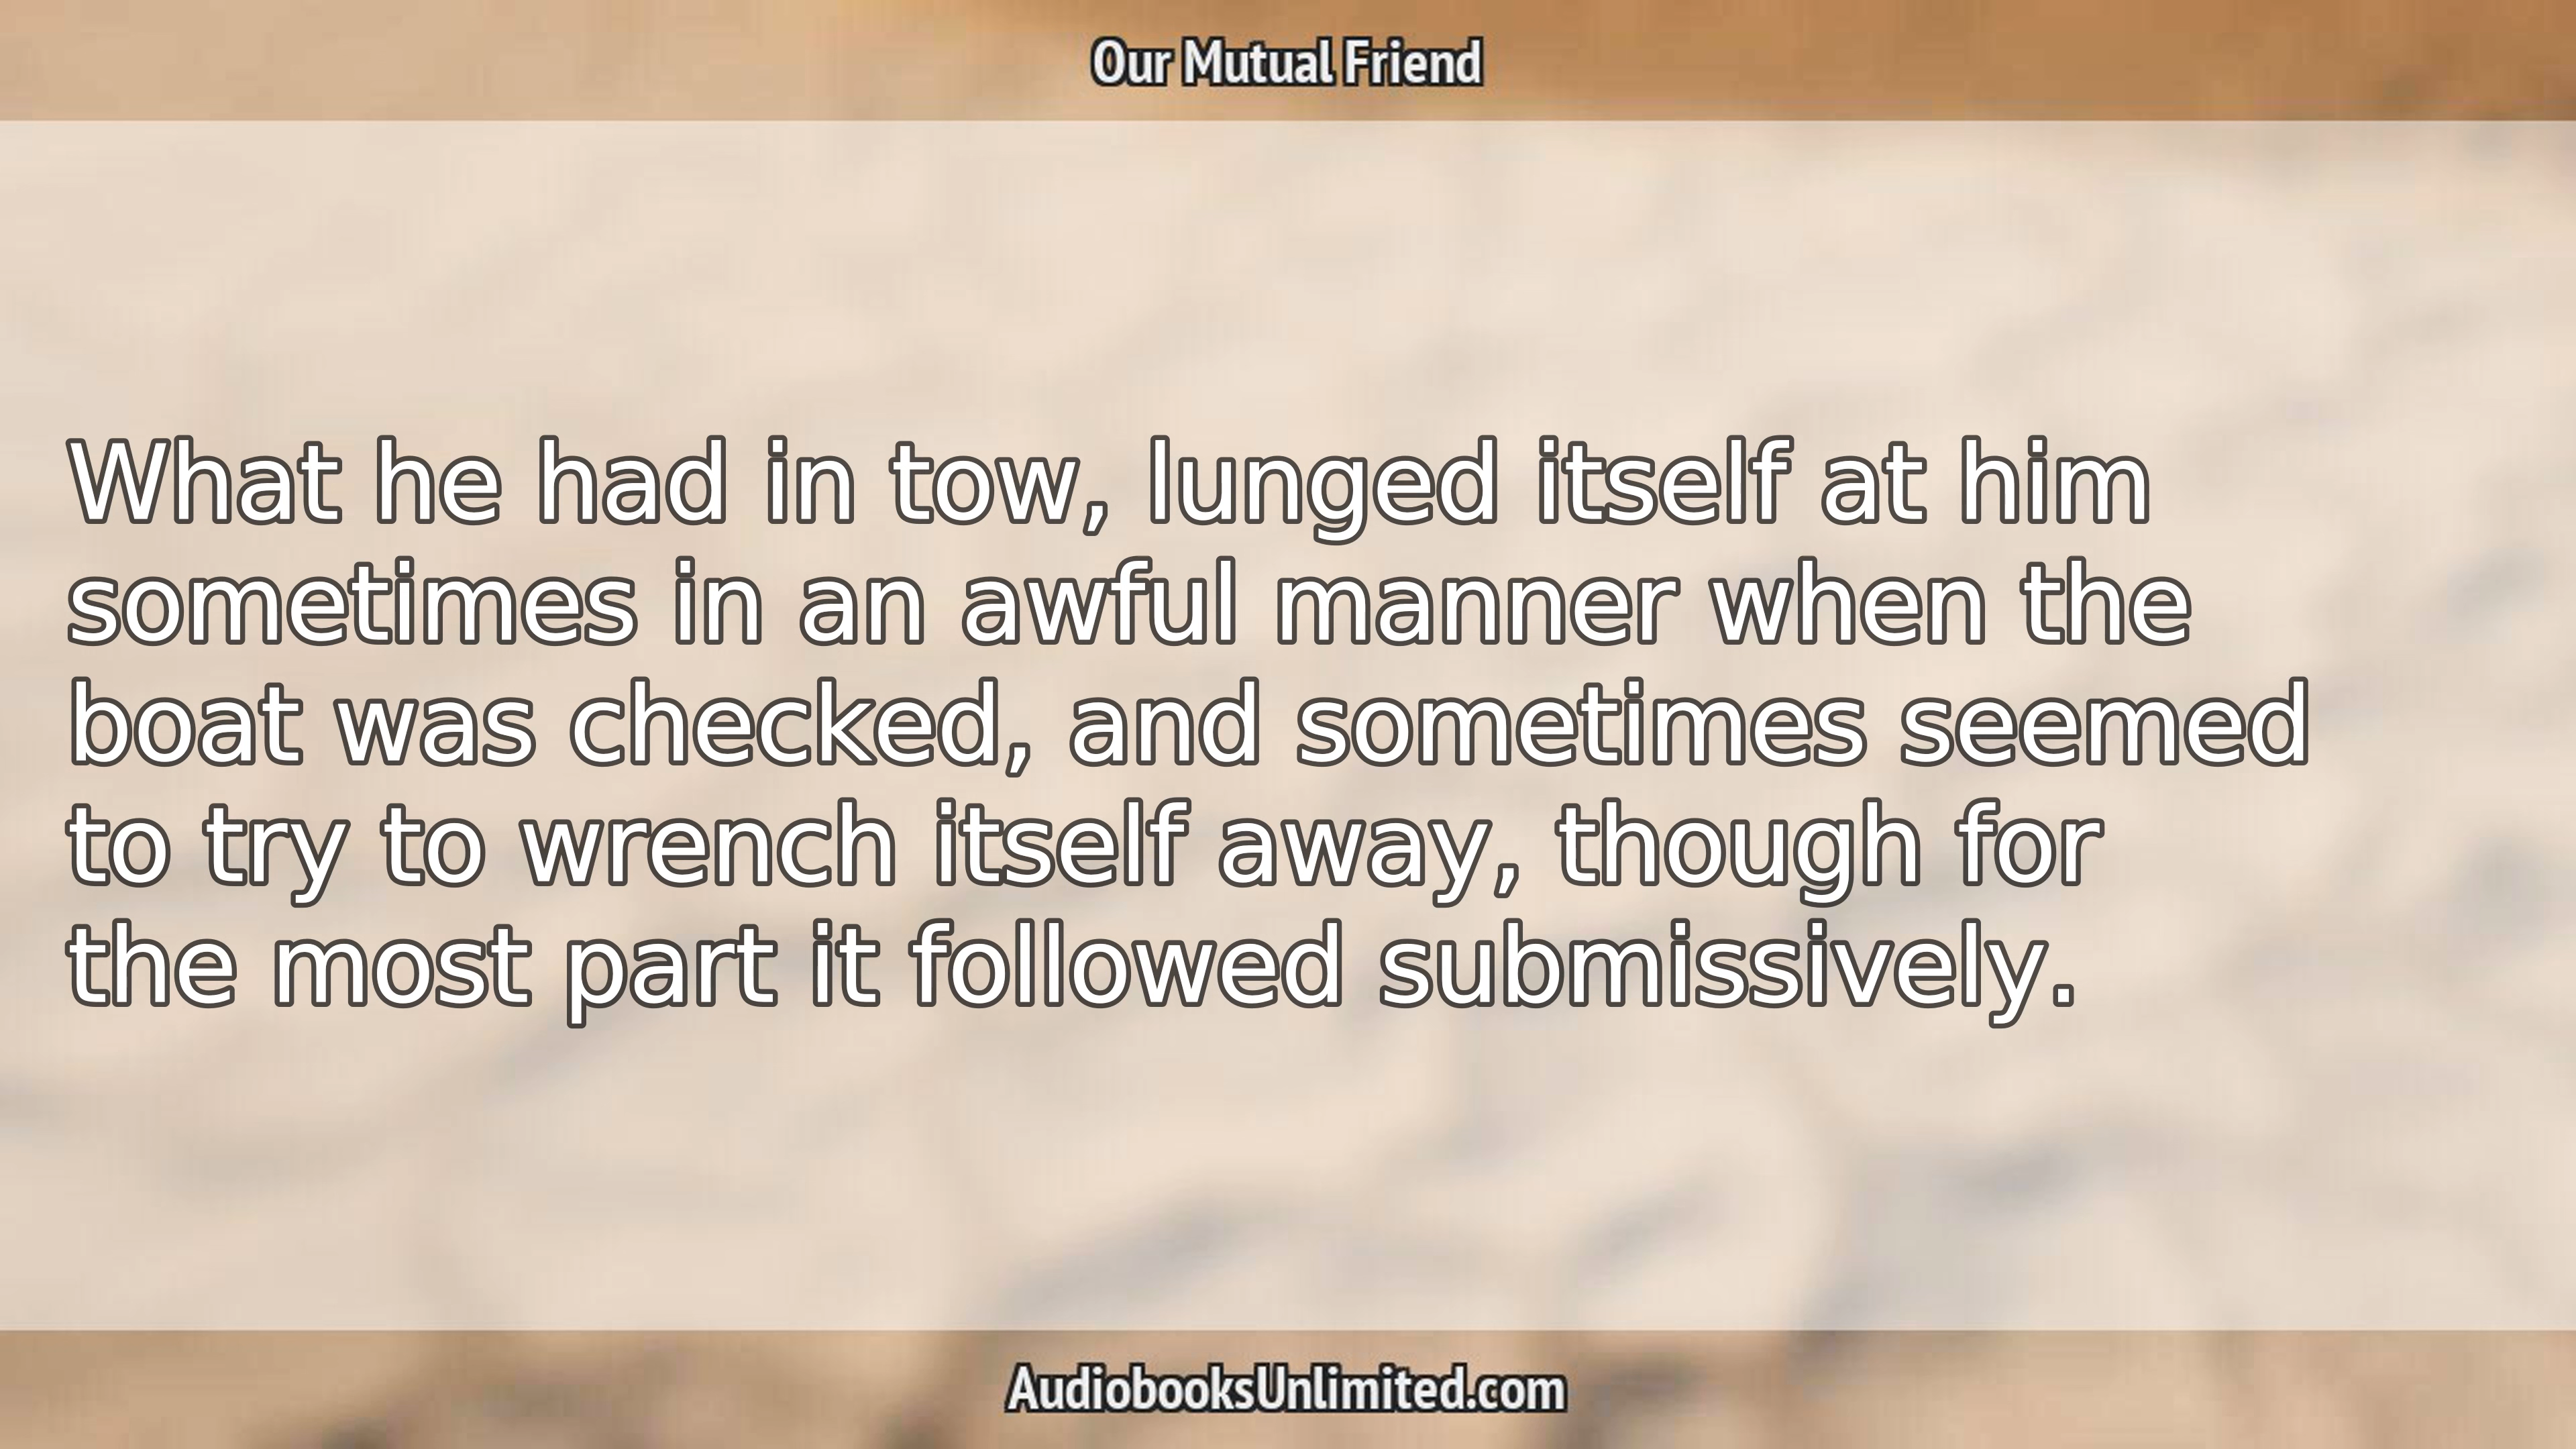 Our Mutual Friend
What he had in tow, lunged itself at him
sometimes in an awful manner when the
boat was checked, and sometimes seemed
to try to wrench itself away, though for
the most part it followed submissively.
AudiobooksUnlimited.com